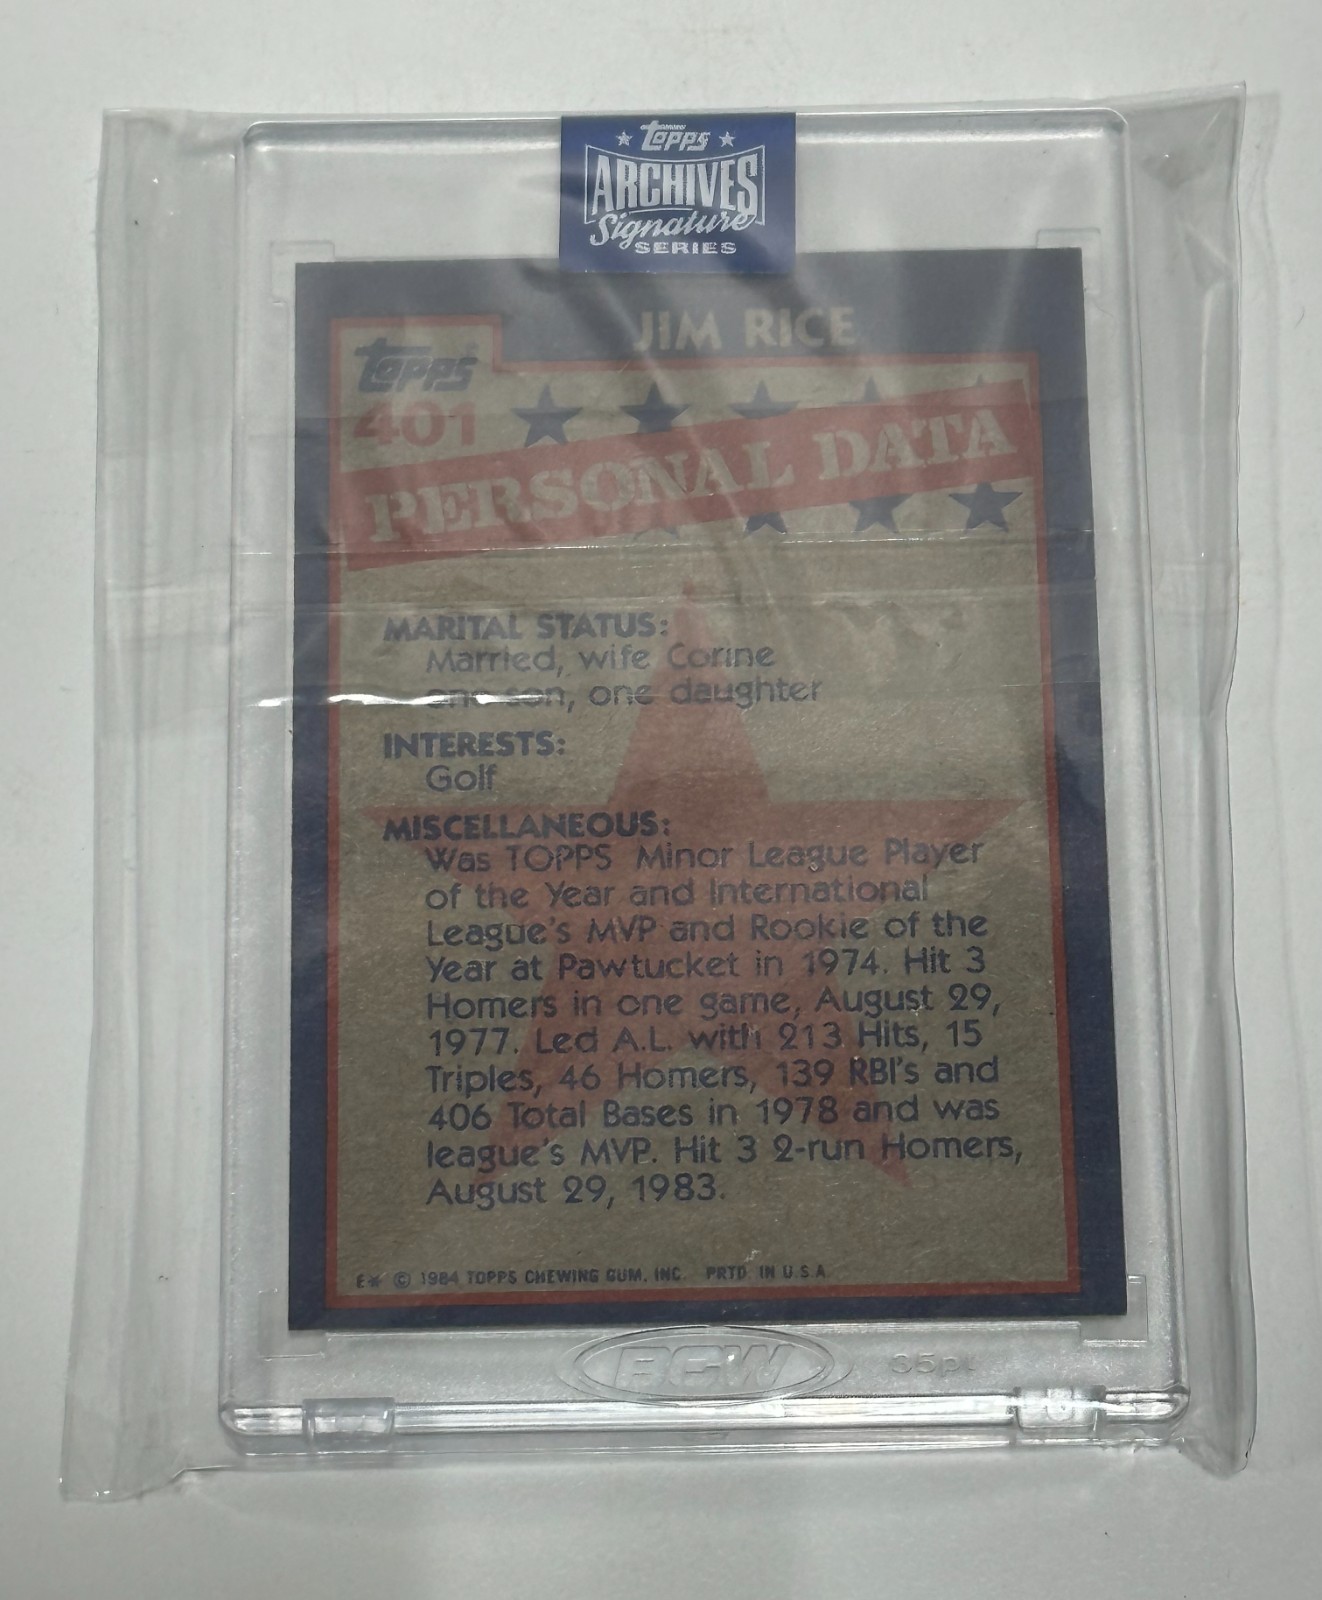 topps
ARCHIVES
Signature
SERIES
JIM RICE
topps
401
PERSONAL DATA
MARITAL STATUS:
Married, wife Corine
one son, one daughter
INTERESTS:
Golf
MISCELLANEOUS:
Was TOPPS Minor League Player
of the Year and International
League's MVP and Rookie of the
Year at Pawtucket in 1974. Hit 3
Homers in one game, August 29,
1977. Led A.L. with 213 Hits, 15
Triples, 46 Homers, 139 RBI's and
406 Total Bases in 1978 and was
league's MVP. Hit 3 2-run Homers,
August 29, 1983.
E* © 1984 TOPPS CHEWING GUM, INC. PRTD. IN U.S.A.
BCW 35pt.